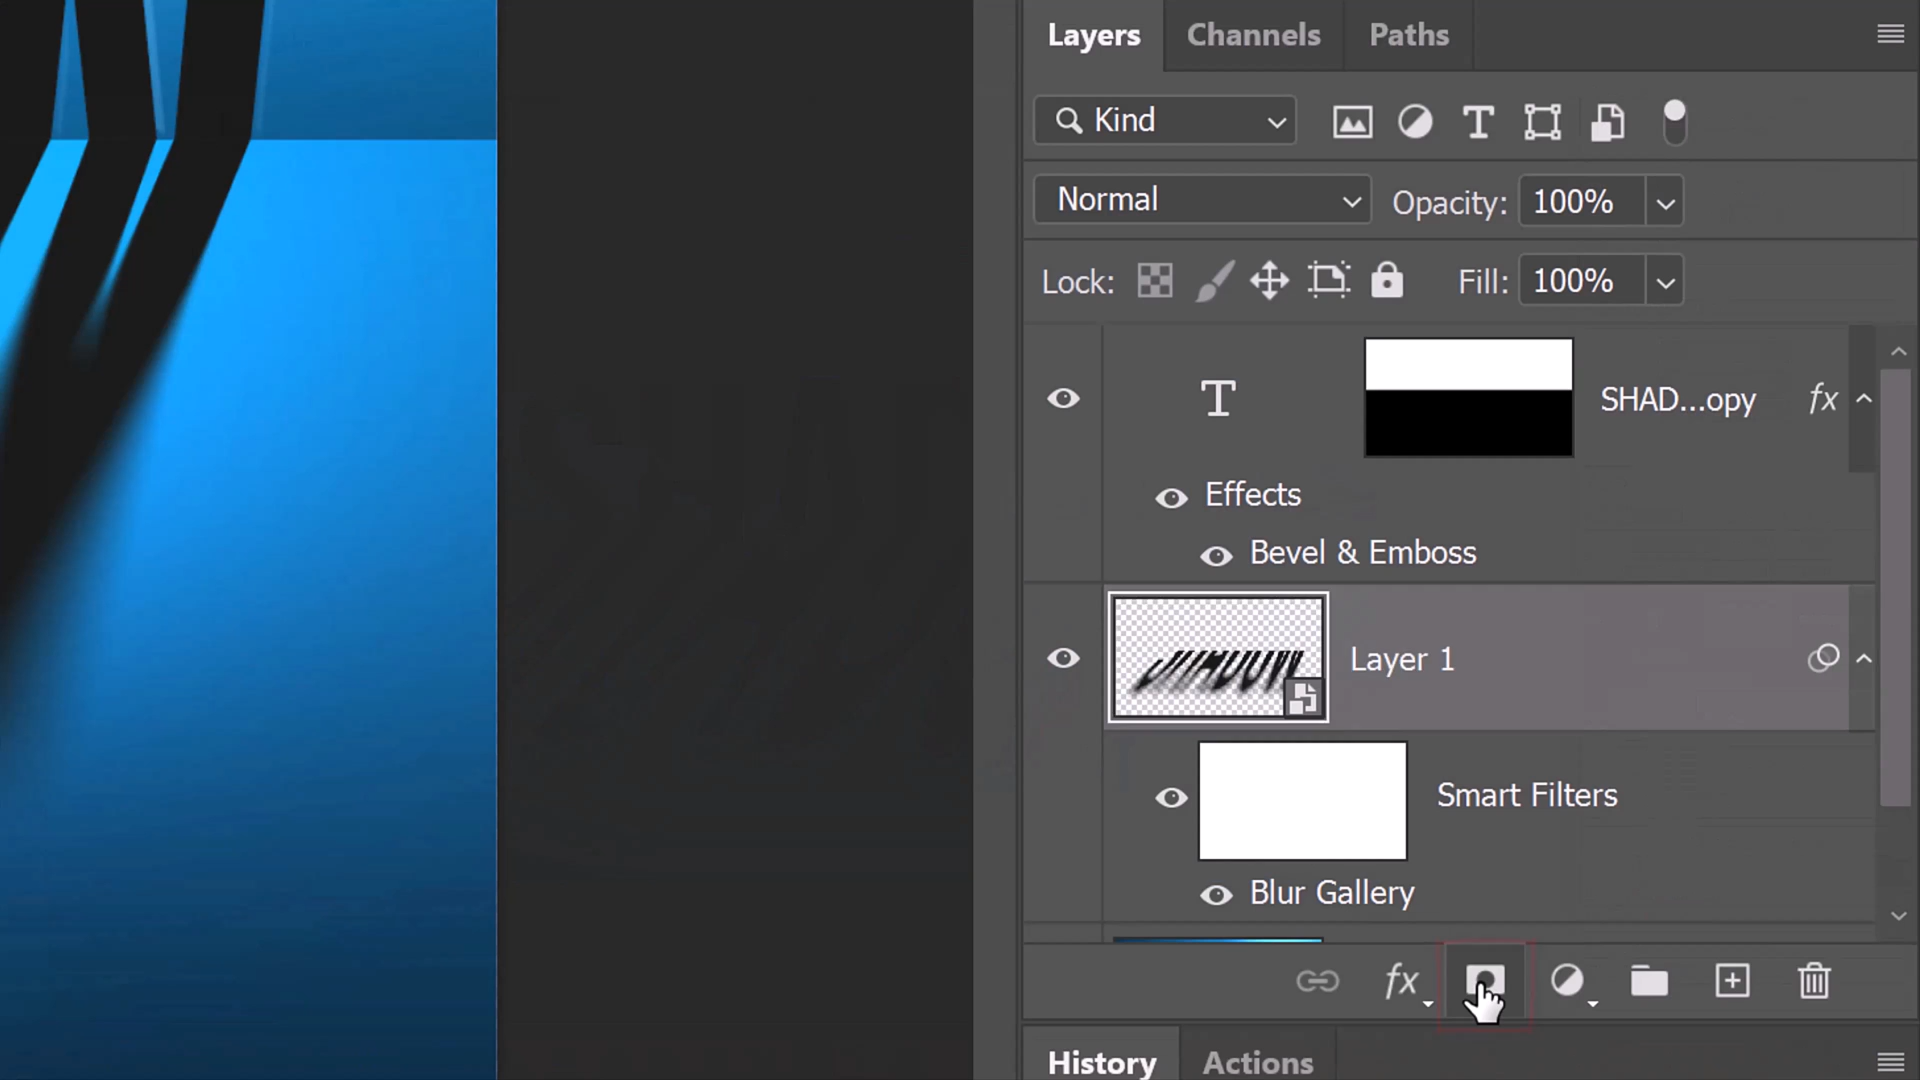 Layers Channels Paths
Kind
Normal Opacity: 100%
Lock: Fill: 100%
T SHAD...opy fx
Effects
Bevel & Emboss
Layer 1
Smart Filters
Blur Gallery
fx
History Actions